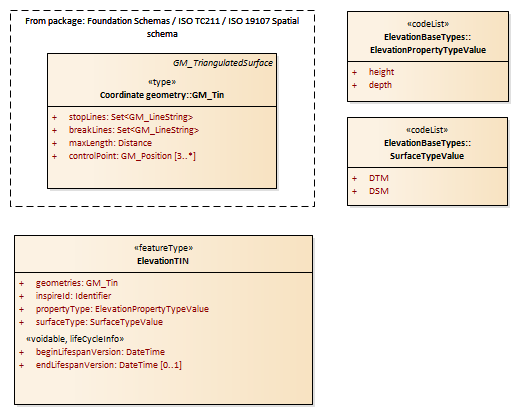 From package: Foundation Schemas / ISO TC211 / ISO 19107 Spatial
schema
GM_TriangulatedSurface
«type»
Coordinate geometry::GM_Tin
+ stopLines: Set<GM_LineString>
+ breakLines: Set<GM_LineString>
+ maxLength: Distance
+ controlPoint: GM_Position [3..*]
«codeList»
ElevationBaseTypes::
ElevationPropertyTypeValue
+ height
+ depth
«codeList»
ElevationBaseTypes::
SurfaceTypeValue
+ DTM
+ DSM
«featureType»
ElevationTIN
+ geometries: GM_Tin
+ inspireId: Identifier
+ propertyType: ElevationPropertyTypeValue
+ surfaceType: SurfaceTypeValue
«voidable, lifeCycleInfo»
+ beginLifespanVersion: DateTime
+ endLifespanVersion: DateTime [0..1]